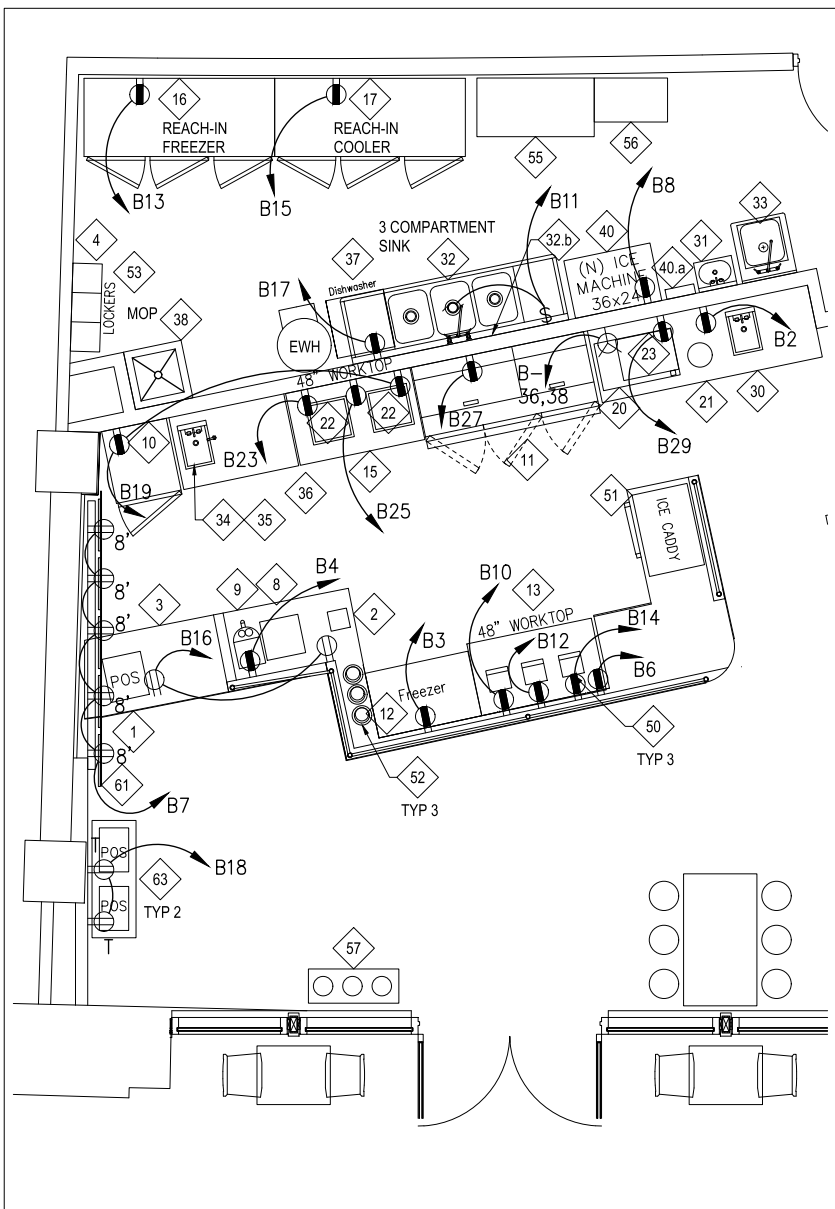 16
17
REACH-IN
FREEZER
REACH-IN
COOLER
55
56
B13
B15
B11
B8
33
4
53
LOCKERS
MOP
38
3 COMPARTMENT
SINK
37
32
32.b
40
31
(N) ICE
MACHINE
36x24
40.a
Dishwasher
B17
EWH
$
48" WORKTOP
B-
36,38
B2
23
22
22
B27
20
21
30
10
B23
15
11
B29
36
B19
34
35
B25
51
ICE CADDY
8'
8'
8'
8'
8'
3
9
8
B4
2
B10
13
48" WORKTOP
B16
B3
B12
B14
B6
POS
Freezer
12
1
52
TYP 3
50
TYP 3
61
B7
POS
POS
B18
63
TYP 2
57